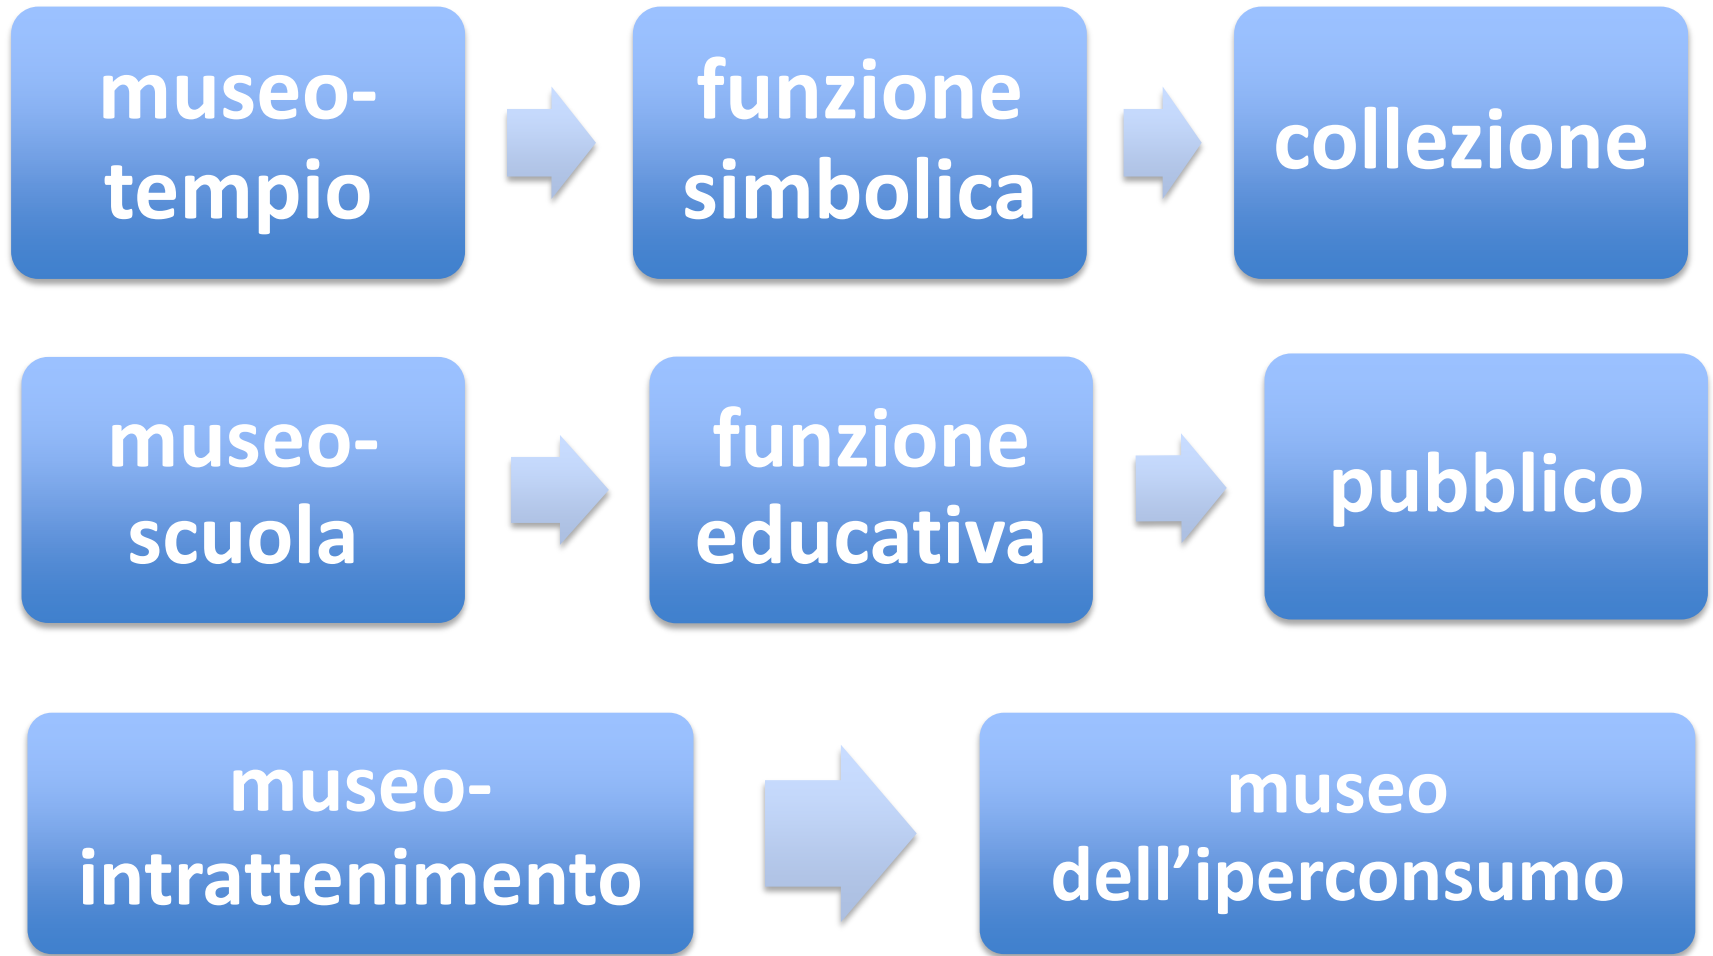 museo-
tempio
funzione
simbolica
collezione
museo-
scuola
funzione
educativa
pubblico
museo-
intrattenimento
museo
dell’iperconsumo